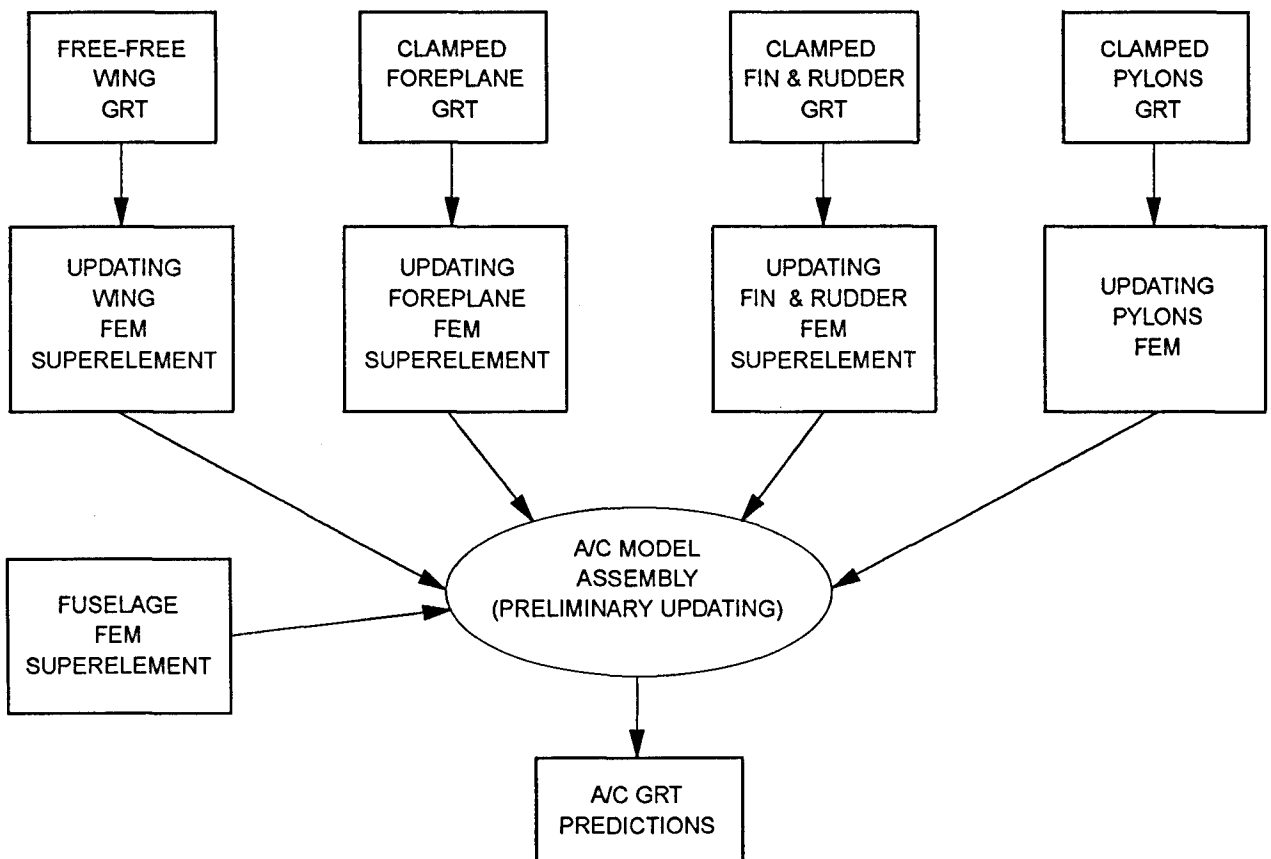 FREE-FREE
WING
GRT
CLAMPED
FOREPLANE
GRT
CLAMPED
FIN & RUDDER
GRT
CLAMPED
PYLONS
GRT
UPDATING
WING
FEM
SUPERELEMENT
UPDATING
FOREPLANE
FEM
SUPERELEMENT
UPDATING
FIN & RUDDER
FEM
SUPERELEMENT
UPDATING
PYLONS
FEM
A/C MODEL
ASSEMBLY
(PRELIMINARY UPDATING)
FUSELAGE
FEM
SUPERELEMENT
A/C GRT
PREDICTIONS